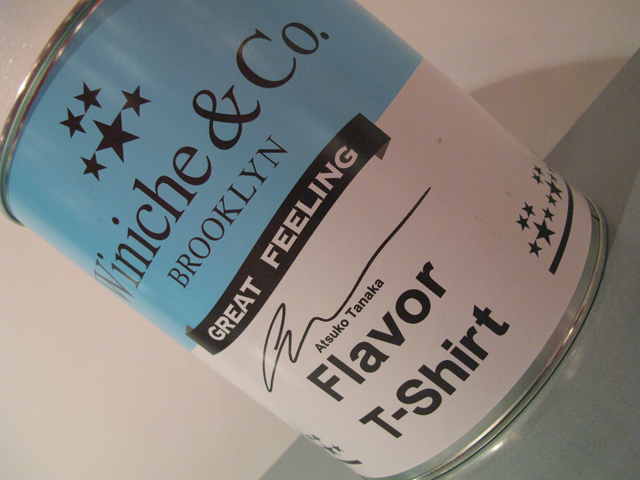 Winiche & Co.
BROOKLYN
GREAT FEELING
Atsuko Tanaka
Flavor
T-Shirt